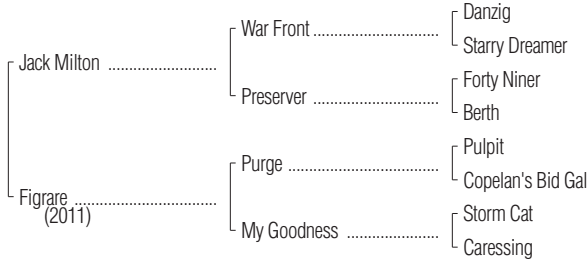 Danzig
War Front
Starry Dreamer
Jack Milton
Forty Niner
Preserver
Berth
Pulpit
Purge
Copelan's Bid Gal
Figrare
(2011)
Storm Cat
My Goodness
Caressing